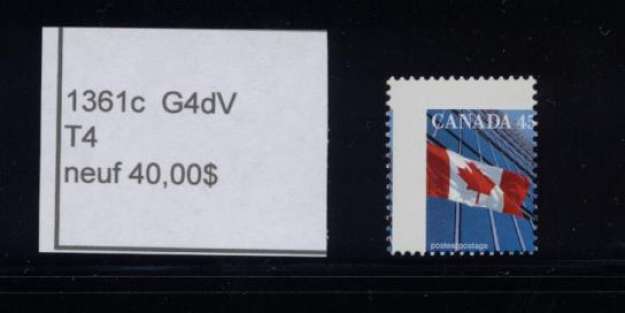 1361c G4dV
T4
neuf 40,00$
CANADA 45
postes/postage